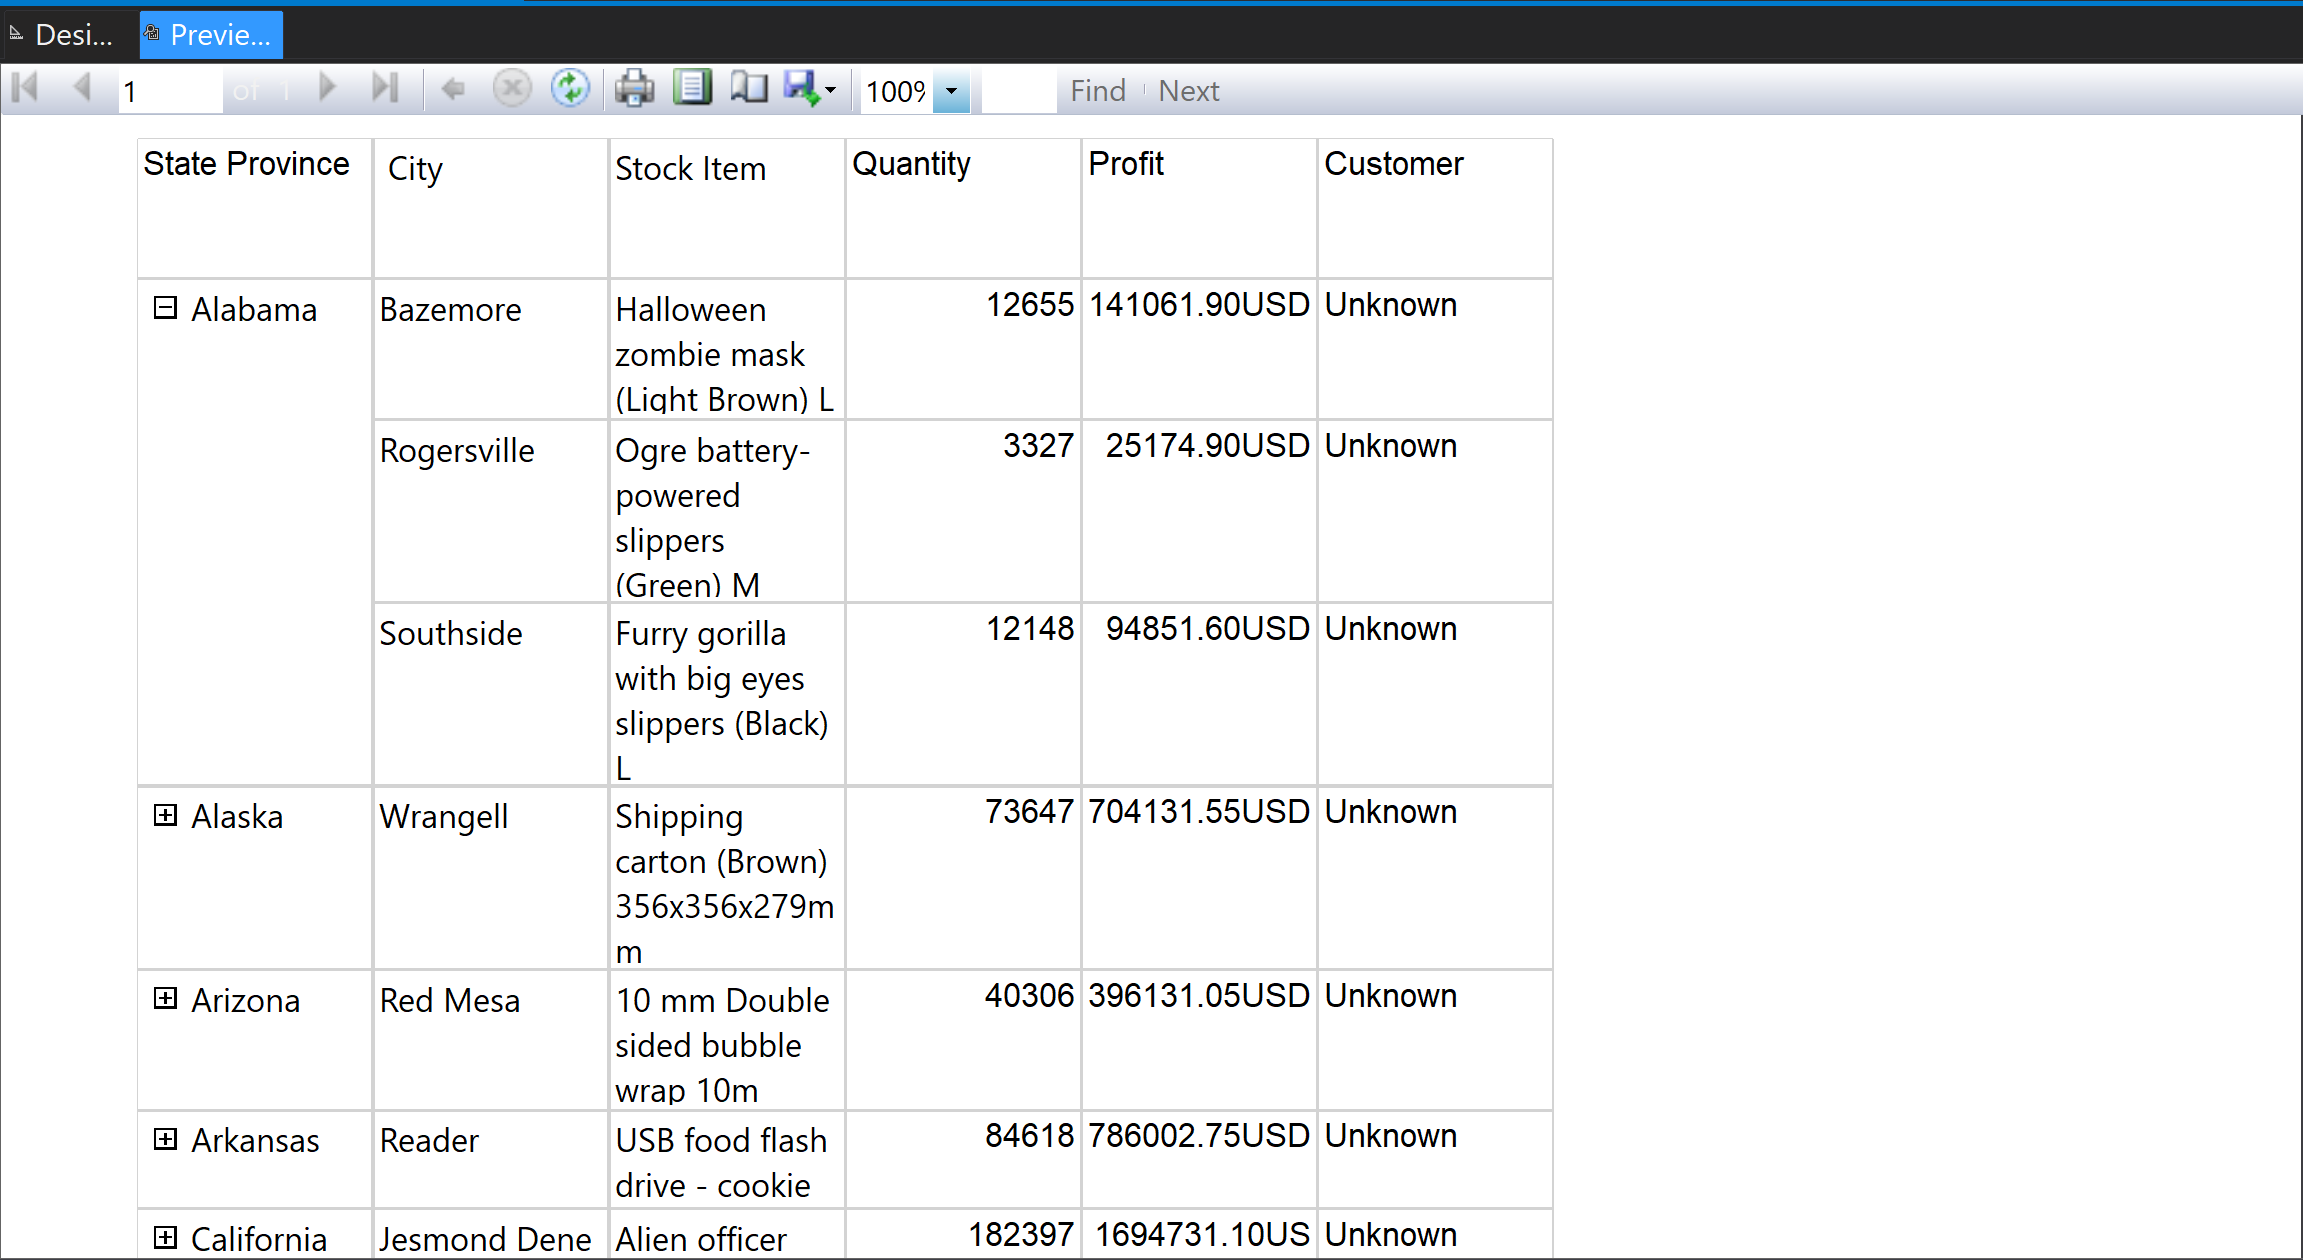 Desi... Previe...
1 of 1 100% Find Next
State Province City Stock Item Quantity Profit Customer
Alabama Bazemore Halloween 12655 141061.90USD Unknown
zombie mask
(Light Brown) L
Rogersville Ogre battery- 3327 25174.90USD Unknown
powered
slippers
(Green) M
Southside Furry gorilla 12148 94851.60USD Unknown
with big eyes
slippers (Black)
L
Alaska Wrangell Shipping 73647 704131.55USD Unknown
carton (Brown)
356x356x279m
m
Arizona Red Mesa 10 mm Double 40306 396131.05USD Unknown
sided bubble
wrap 10m
Arkansas Reader USB food flash 84618 786002.75USD Unknown
drive - cookie
California Jesmond Dene Alien officer 182397 1694731.10US Unknown